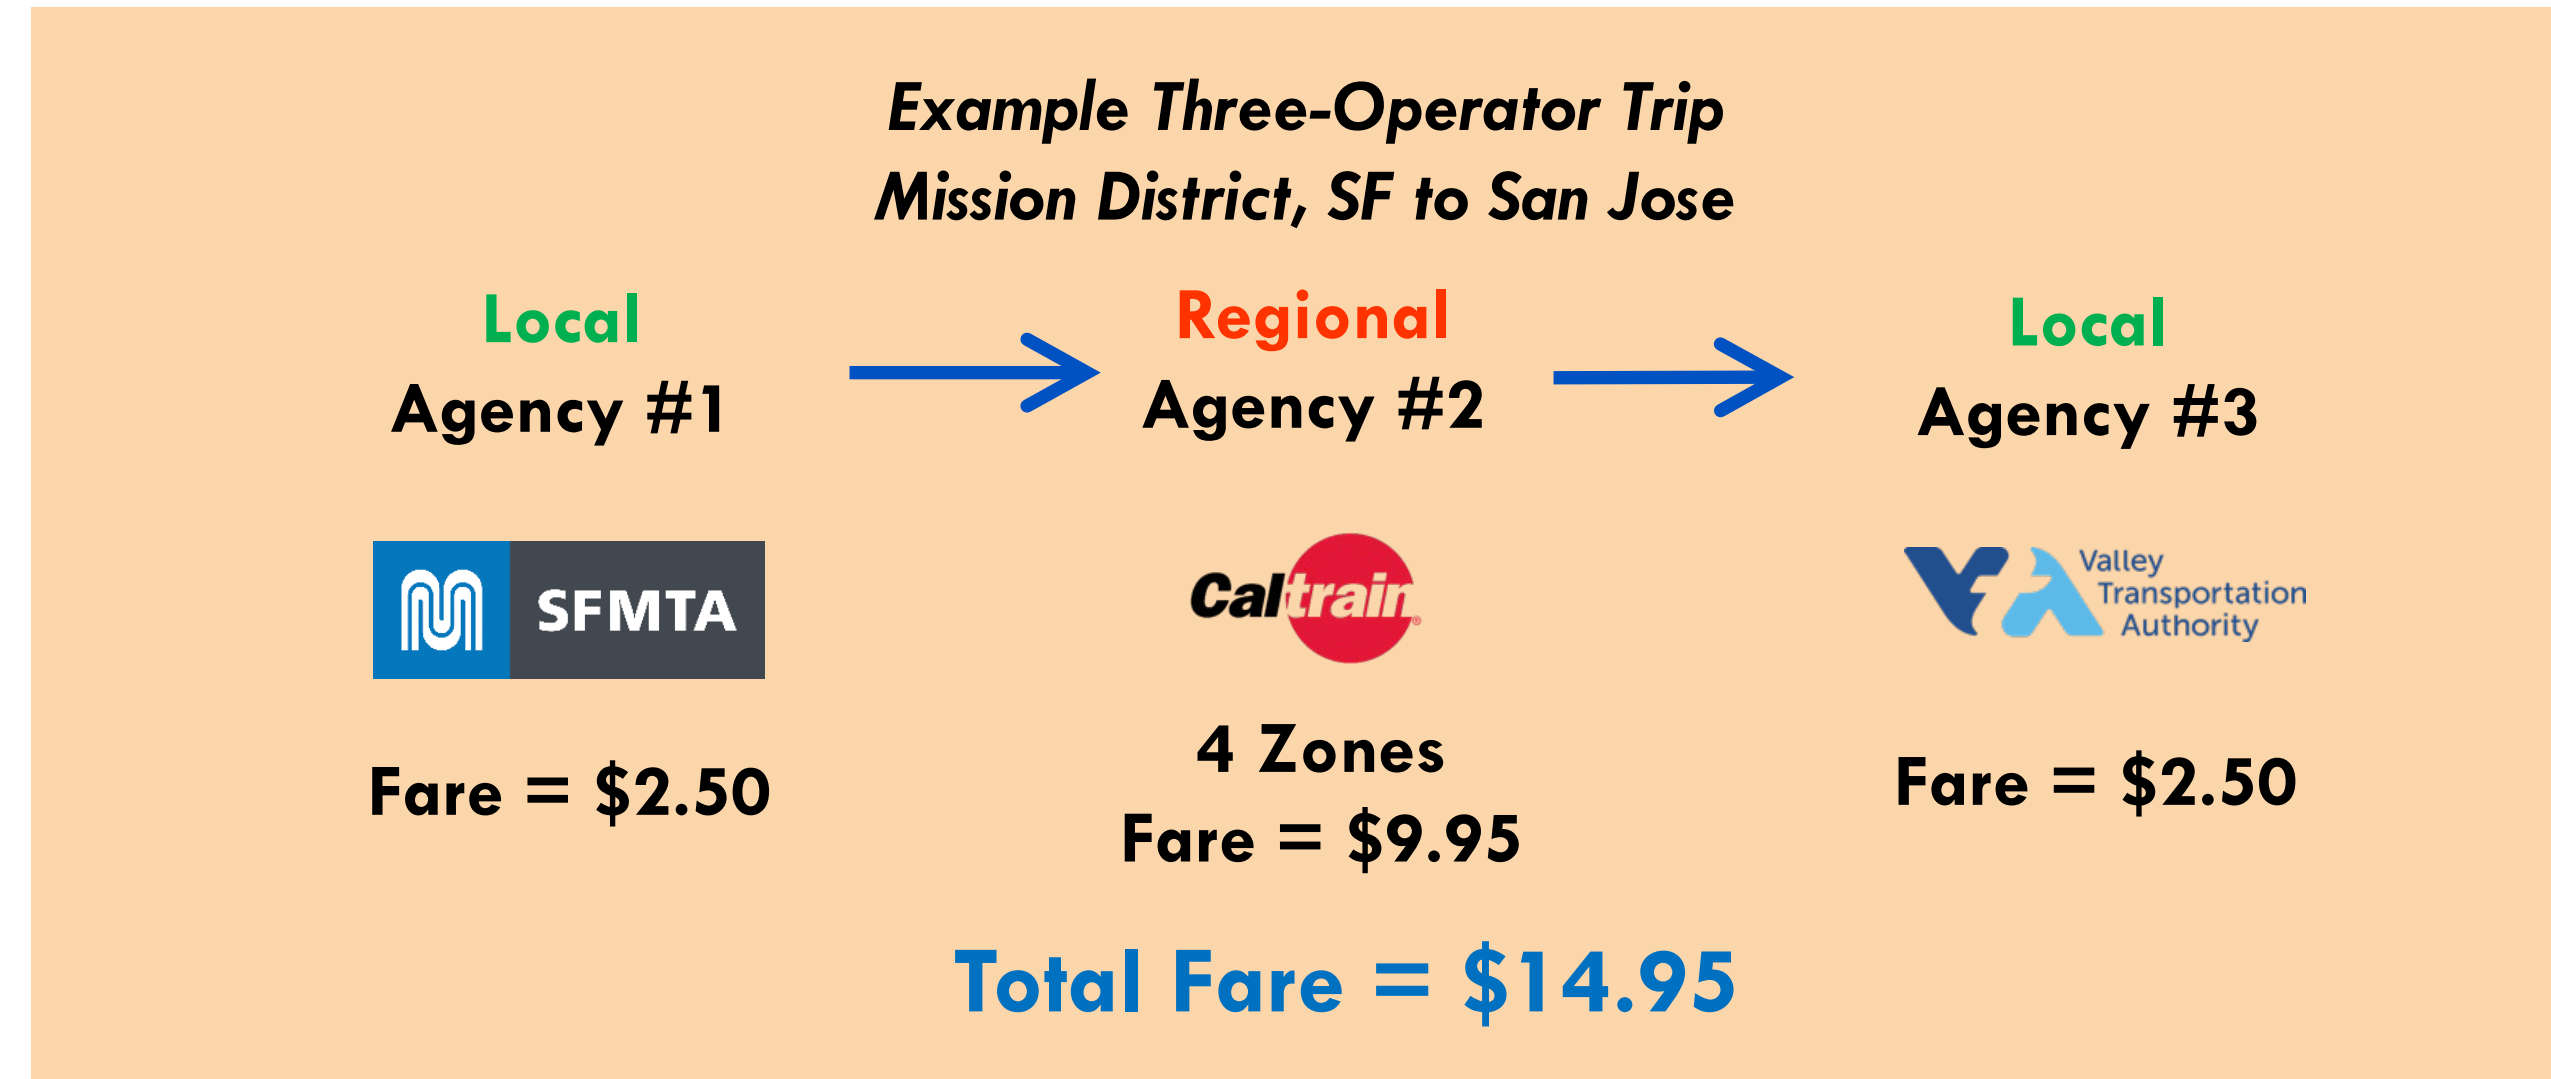 Example Three-Operator Trip
Mission District, SF to San Jose
Local
Agency #1
SFMTA
Fare = $2.50
Regional
Agency #2
Caltrain®
4 Zones
Fare = $9.95
Local
Agency #3
VTA
Valley
Transportation
Authority
Fare = $2.50
Total Fare = $14.95